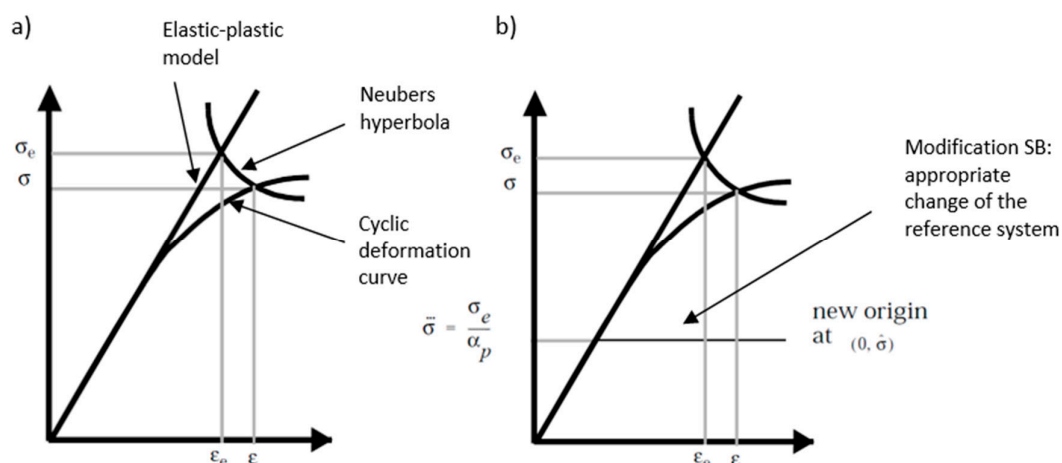 a)
Elastic-plastic
model
Neubers
hyperbola
σe
σ
Cyclic
deformation
curve
εe ε
b)
σe
σ
Modification SB:
appropriate
change of the
reference system
σ̈ = σe / αp
new origin
at (0, σ̂)
εe ε